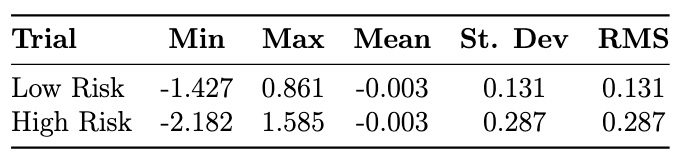 Trial Min Max Mean St. Dev RMS
Low Risk -1.427 0.861 -0.003 0.131 0.131
High Risk -2.182 1.585 -0.003 0.287 0.287